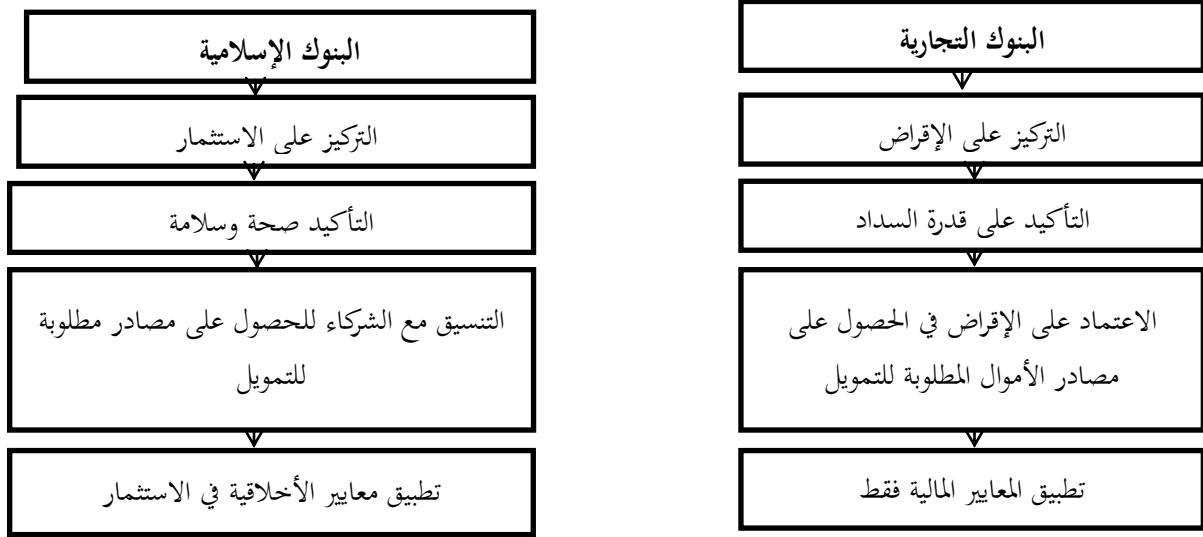 البنوك التجارية
التركيز على الإقراض
التأكيد على قدرة السداد
الاعتماد على الإقراض في الحصول على
مصادر الأموال المطلوبة للتمويل
تطبيق المعايير المالية فقط
البنوك الإسلامية
التركيز على الاستثمار
التأكيد صحة وسلامة
التنسيق مع الشركاء للحصول على مصادر مطلوبة
للتمويل
تطبيق معايير الأخلاقية في الاستثمار